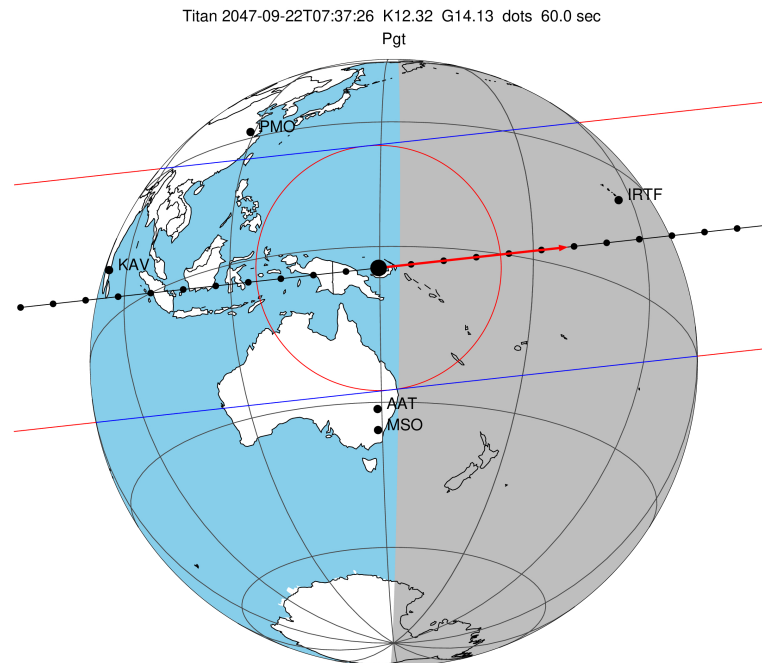 Titan 2047-09-22T07:37:26 K12.32 G14.13 dots 60.0 sec
Pgt
PMO
IRTF
KAV
AAT
MSO